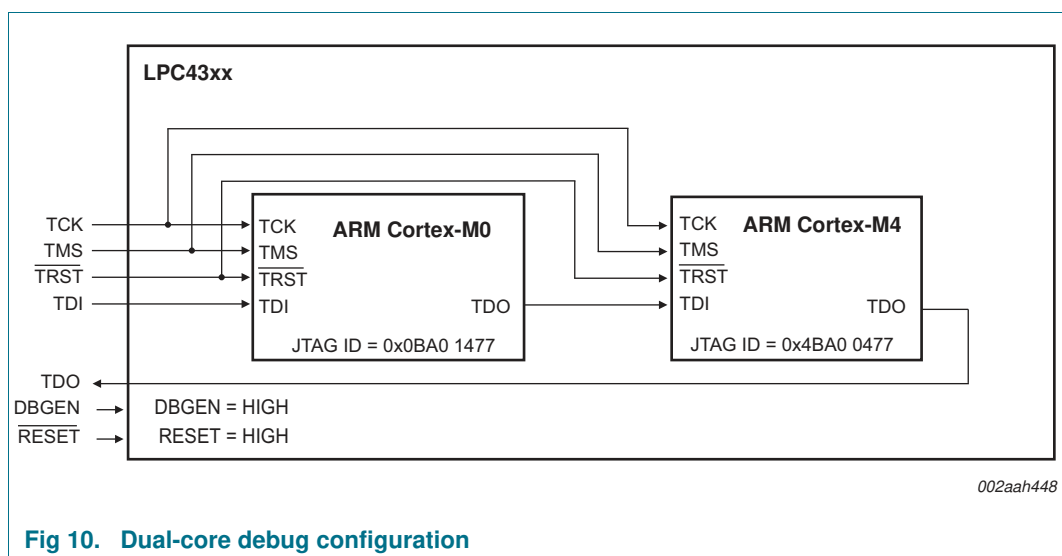 LPC43xx
TCK
TMS
TRST
TDI
TCK
TMS
TRST
TDI
ARM Cortex-M0
TDO
JTAG ID = 0x0BA0 1477
TCK
TMS
TRST
TDI
ARM Cortex-M4
TDO
JTAG ID = 0x4BA0 0477
TDO
DBGEN
RESET
DBGEN = HIGH
RESET = HIGH
002aah448
Fig 10. Dual-core debug configuration